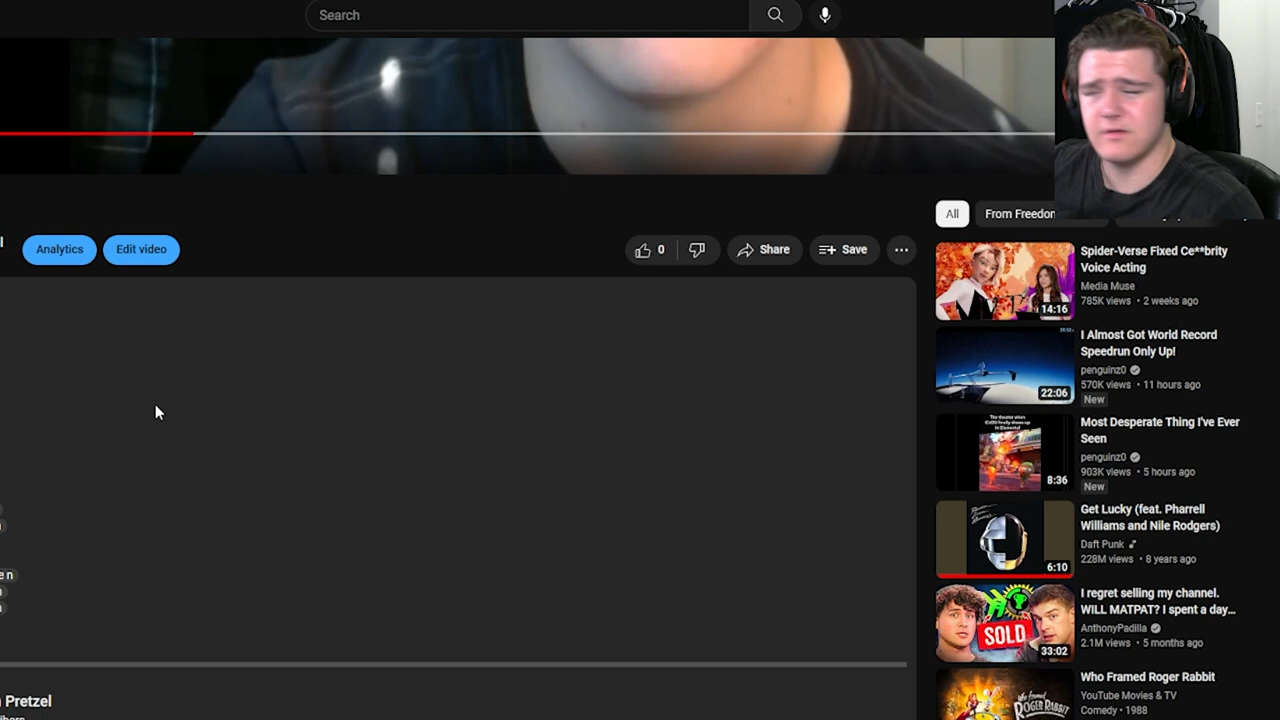 Search
All
From Freedom
Analytics
Edit video
0
Share
Save
14:16
Spider-Verse Fixed Ce**brity
Voice Acting
Media Muse
785K views • 2 weeks ago
22:06
I Almost Got World Record
Speedrun Only Up!
penguinz0
570K views • 11 hours ago
New
8:36
Most Desperate Thing I've Ever
Seen
penguinz0
903K views • 5 hours ago
New
6:10
Get Lucky (feat. Pharrell
Williams and Nile Rodgers)
Daft Punk
228M views • 8 years ago
SOLD
33:02
I regret selling my channel.
WILL MATPAT? I spent a day...
AnthonyPadilla
2.1M views • 5 months ago
Who Framed
ROGER RABBIT
Who Framed Roger Rabbit
YouTube Movies & TV
Comedy • 1988
Pretzel